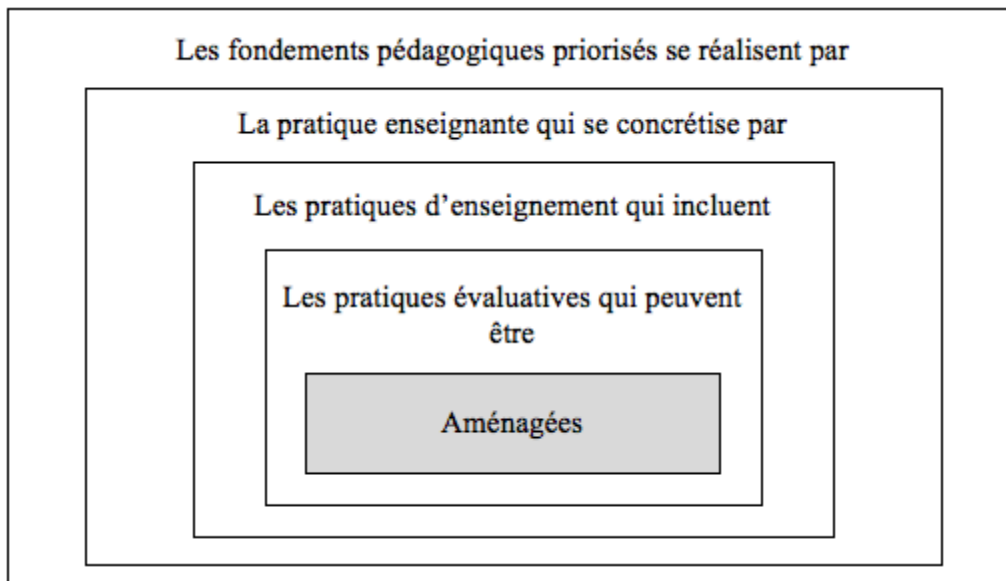 Les fondements pédagogiques priorisés se réalisent par
La pratique enseignante qui se concrétise par
Les pratiques d’enseignement qui incluent
Les pratiques évaluatives qui peuvent
être
Aménagées